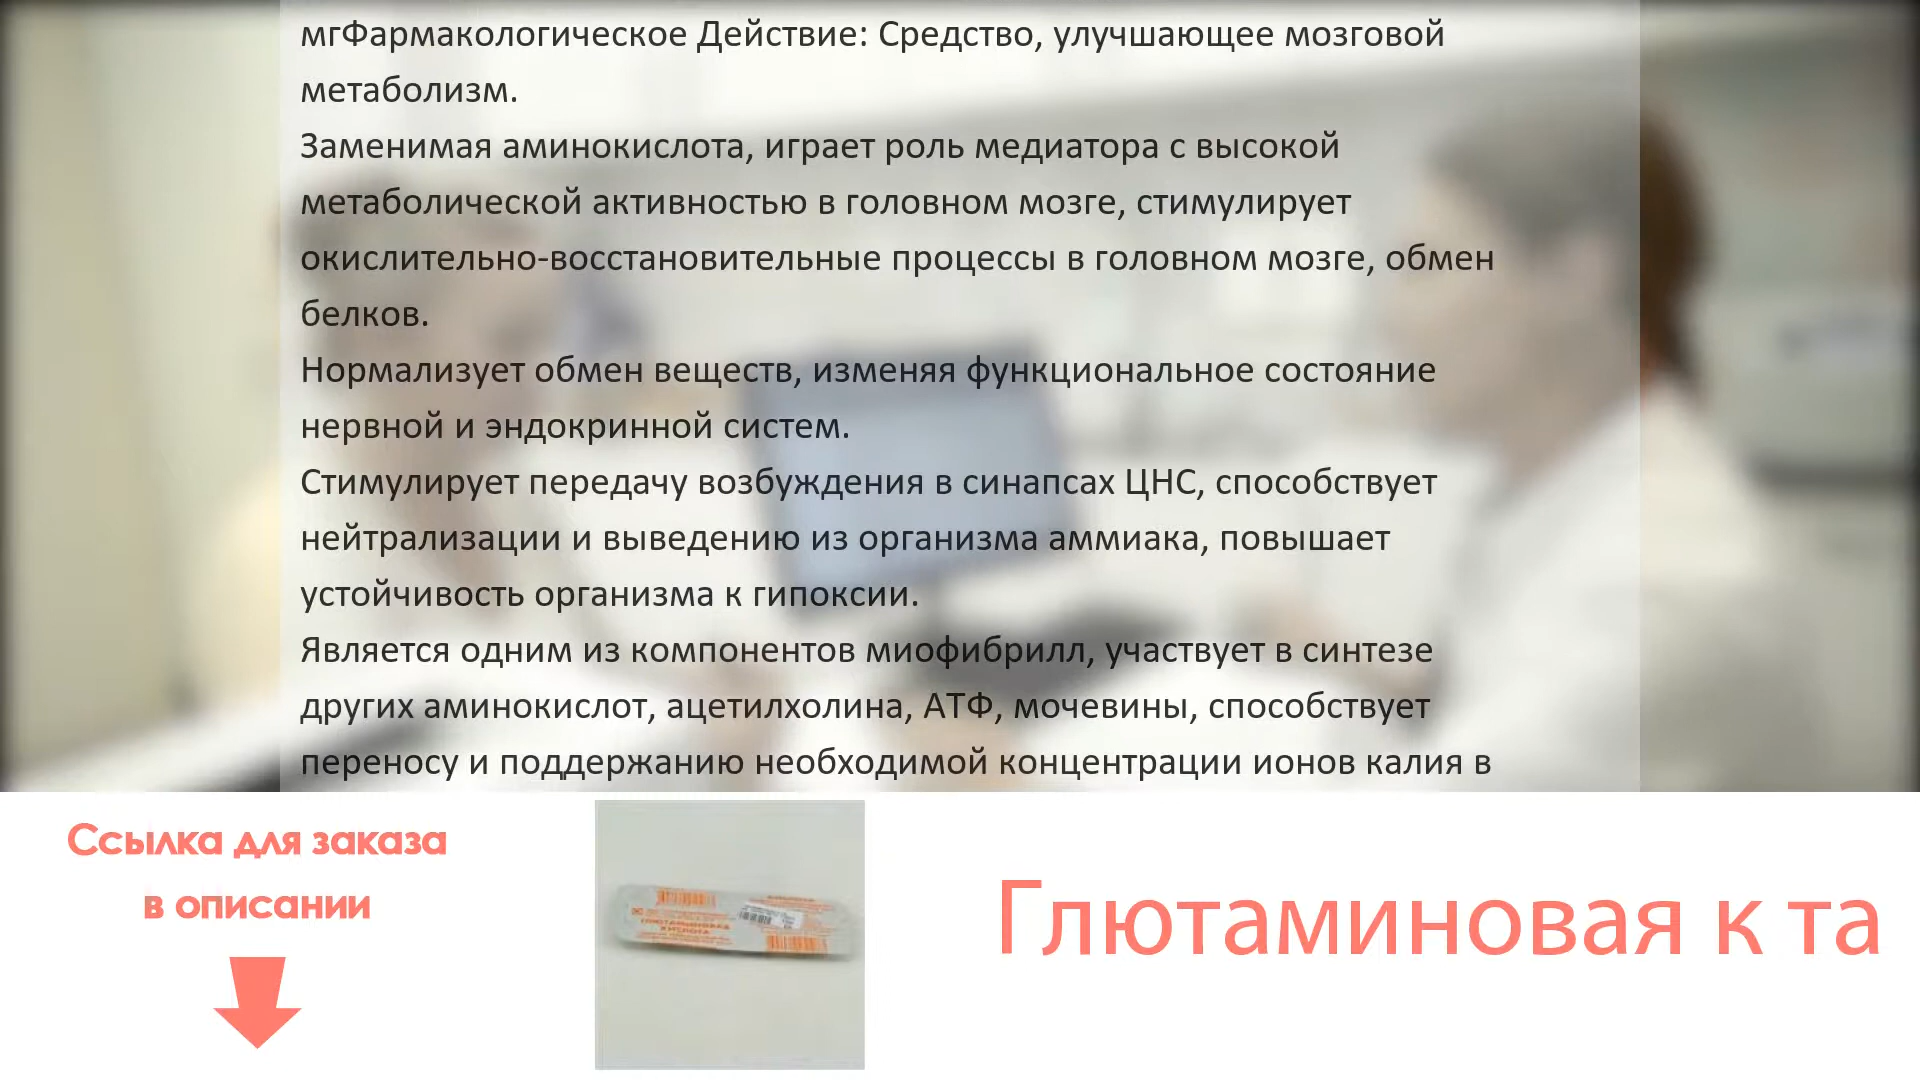 мгФармакологическое Действие: Средство, улучшающее мозговой
метаболизм.
Заменимая аминокислота, играет роль медиатора с высокой
метаболической активностью в головном мозге, стимулирует
окислительно-восстановительные процессы в головном мозге, обмен
белков.
Нормализует обмен веществ, изменяя функциональное состояние
нервной и эндокринной систем.
Стимулирует передачу возбуждения в синапсах ЦНС, способствует
нейтрализации и выведению из организма аммиака, повышает
устойчивость организма к гипоксии.
Является одним из компонентов миофибрилл, участвует в синтезе
других аминокислот, ацетилхолина, АТФ, мочевины, способствует
переносу и поддержанию необходимой концентрации ионов калия в
Ссылка для заказа
в описании
ГЛЮТАМИНОВАЯ
КИСЛОТА
Глютаминовая к та